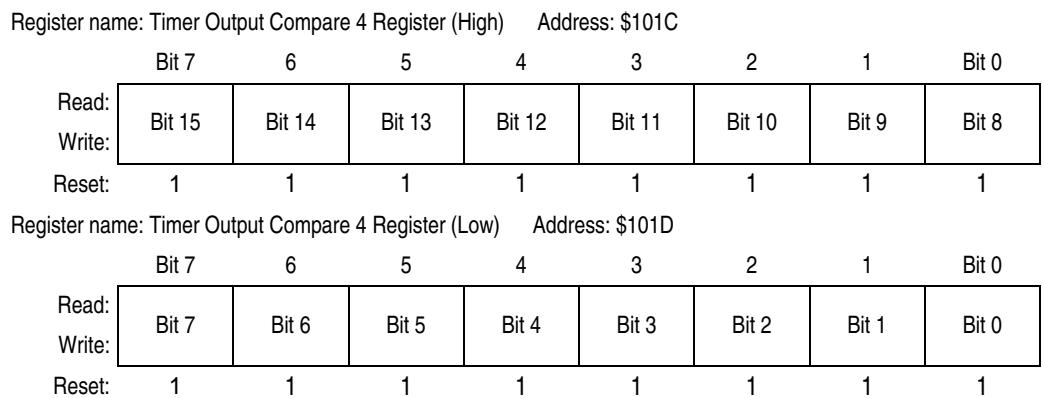 Register name: Timer Output Compare 4 Register (High) Address: $101C
Bit 7 6 5 4 3 2 1 Bit 0
Read:
Bit 15 Bit 14 Bit 13 Bit 12 Bit 11 Bit 10 Bit 9 Bit 8
Write:
Reset: 1 1 1 1 1 1 1 1
Register name: Timer Output Compare 4 Register (Low) Address: $101D
Bit 7 6 5 4 3 2 1 Bit 0
Read:
Bit 7 Bit 6 Bit 5 Bit 4 Bit 3 Bit 2 Bit 1 Bit 0
Write:
Reset: 1 1 1 1 1 1 1 1